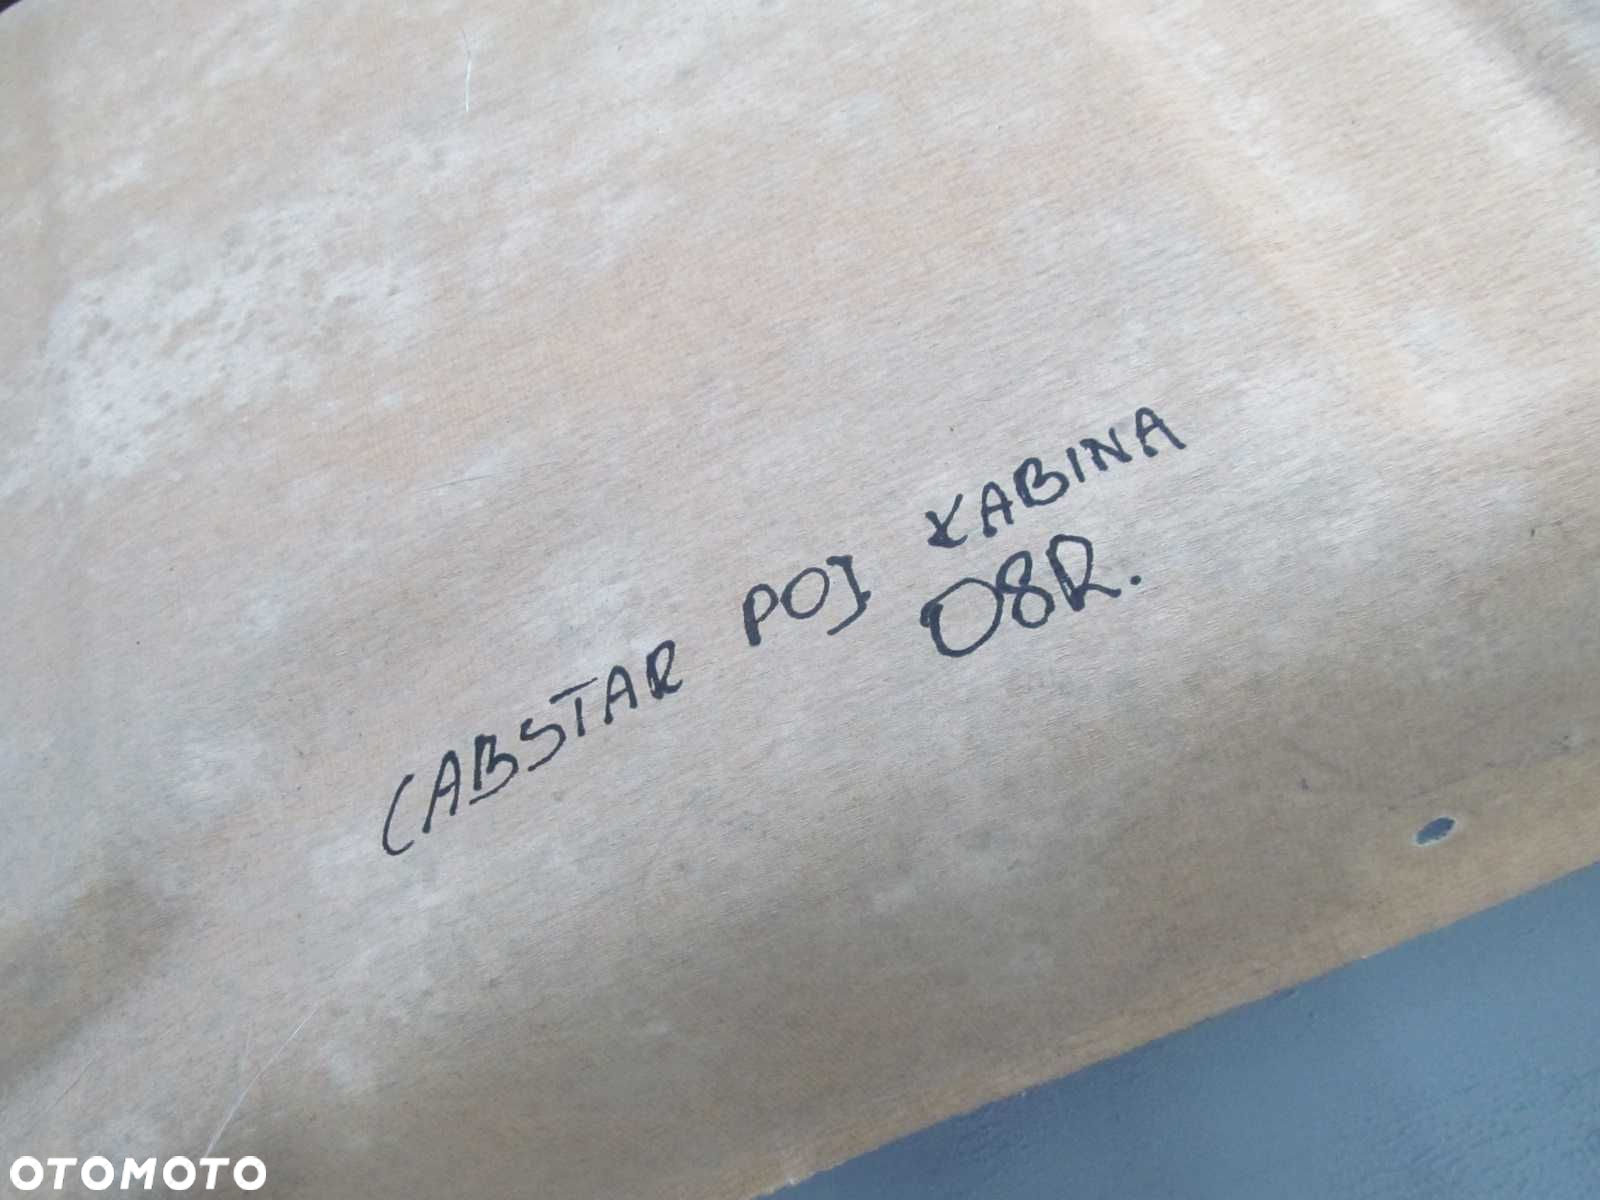 CABSTAR POJ KABINA
08R.
OTOMOTO